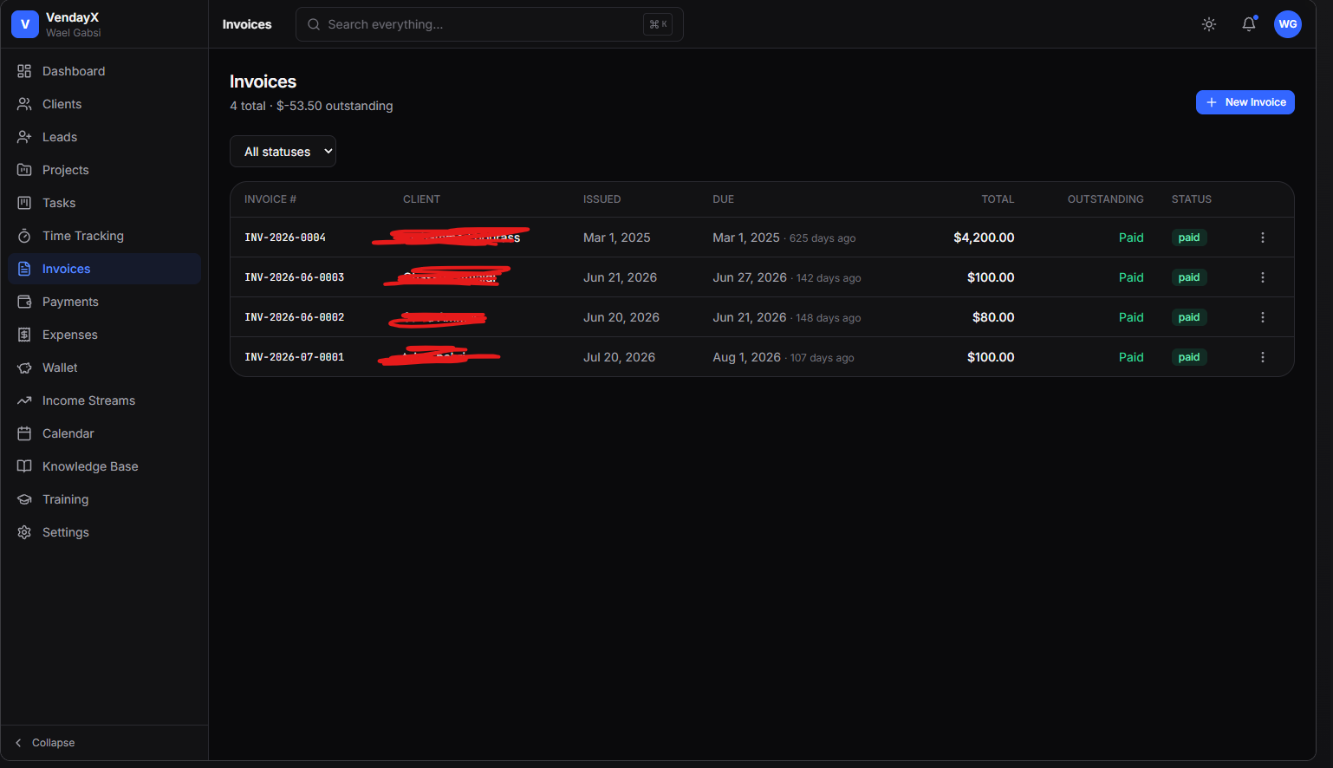 V
VendayX
Wael Gabsi
Invoices
Search everything...
⌘K
WG
Dashboard
Clients
Leads
Projects
Tasks
Time Tracking
Invoices
Payments
Expenses
Wallet
Income Streams
Calendar
Knowledge Base
Training
Settings
Collapse
Invoices
4 total · $-53.50 outstanding
+ New Invoice
All statuses
INVOICE # CLIENT ISSUED DUE TOTAL OUTSTANDING STATUS
INV-2026-0004 Mar 1, 2025 Mar 1, 2025 · 625 days ago $4,200.00 Paid paid
INV-2026-06-0003 Jun 21, 2026 Jun 27, 2026 · 142 days ago $100.00 Paid paid
INV-2026-06-0002 Jun 20, 2026 Jun 21, 2026 · 148 days ago $80.00 Paid paid
INV-2026-07-0001 Jul 20, 2026 Aug 1, 2026 · 107 days ago $100.00 Paid paid